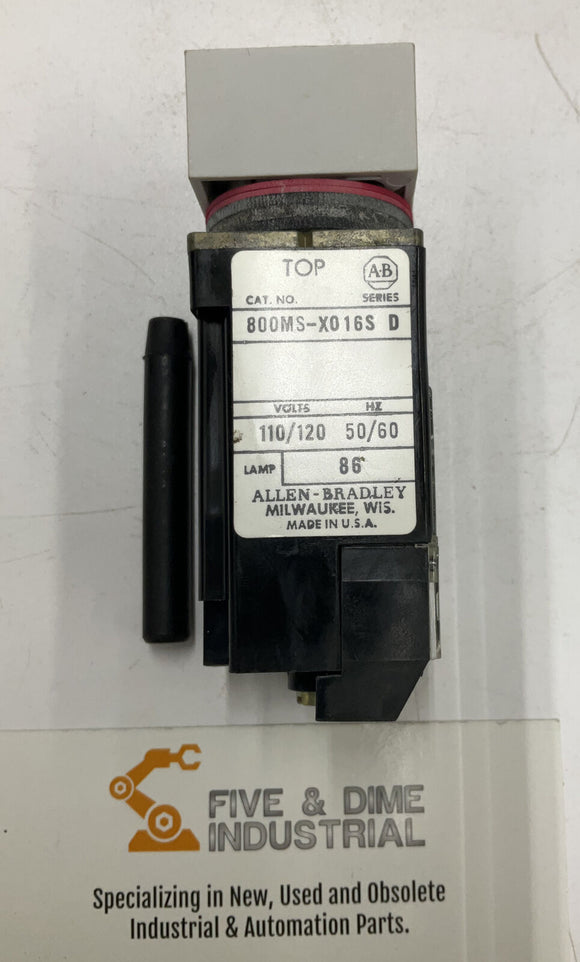 TOP
A-B
CAT. NO. SERIES
800MS-X016S D
VOLTS HZ
110/120 50/60
LAMP 86
ALLEN-BRADLEY
MILWAUKEE, WIS.
MADE IN U.S.A.
FIVE & DIME
INDUSTRIAL
Specializing in New, Used and Obsolete
Industrial & Automation Parts.